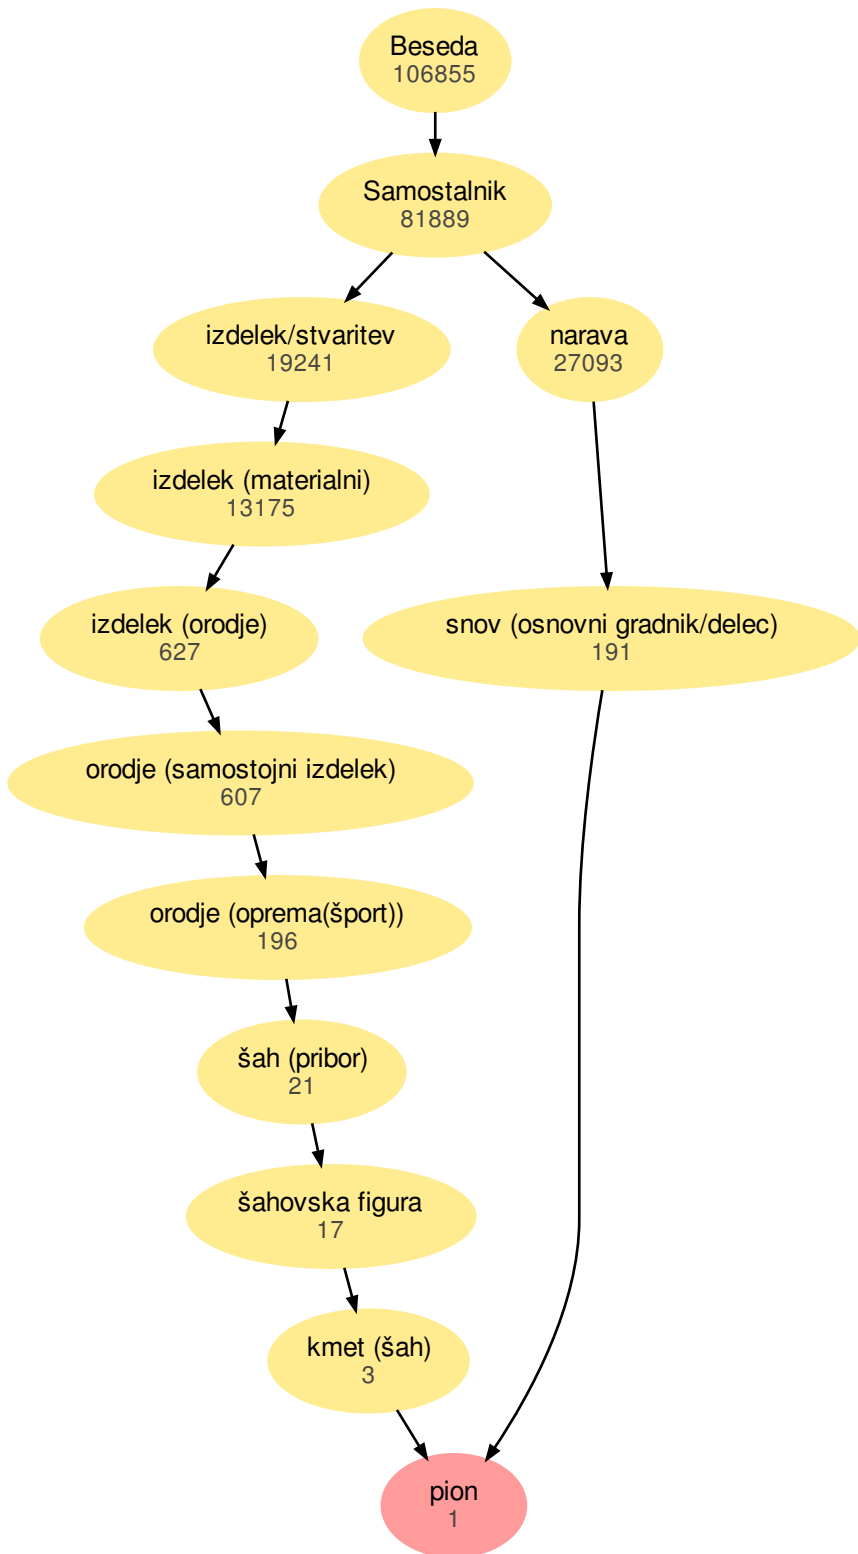 Beseda
106855
Samostalnik
81889
izdelek/stvaritev
19241
narava
27093
izdelek (materialni)
13175
izdelek (orodje)
627
snov (osnovni gradnik/delec)
191
orodje (samostojni izdelek)
607
orodje (oprema(šport))
196
šah (pribor)
21
šahovska figura
17
kmet (šah)
3
pion
1